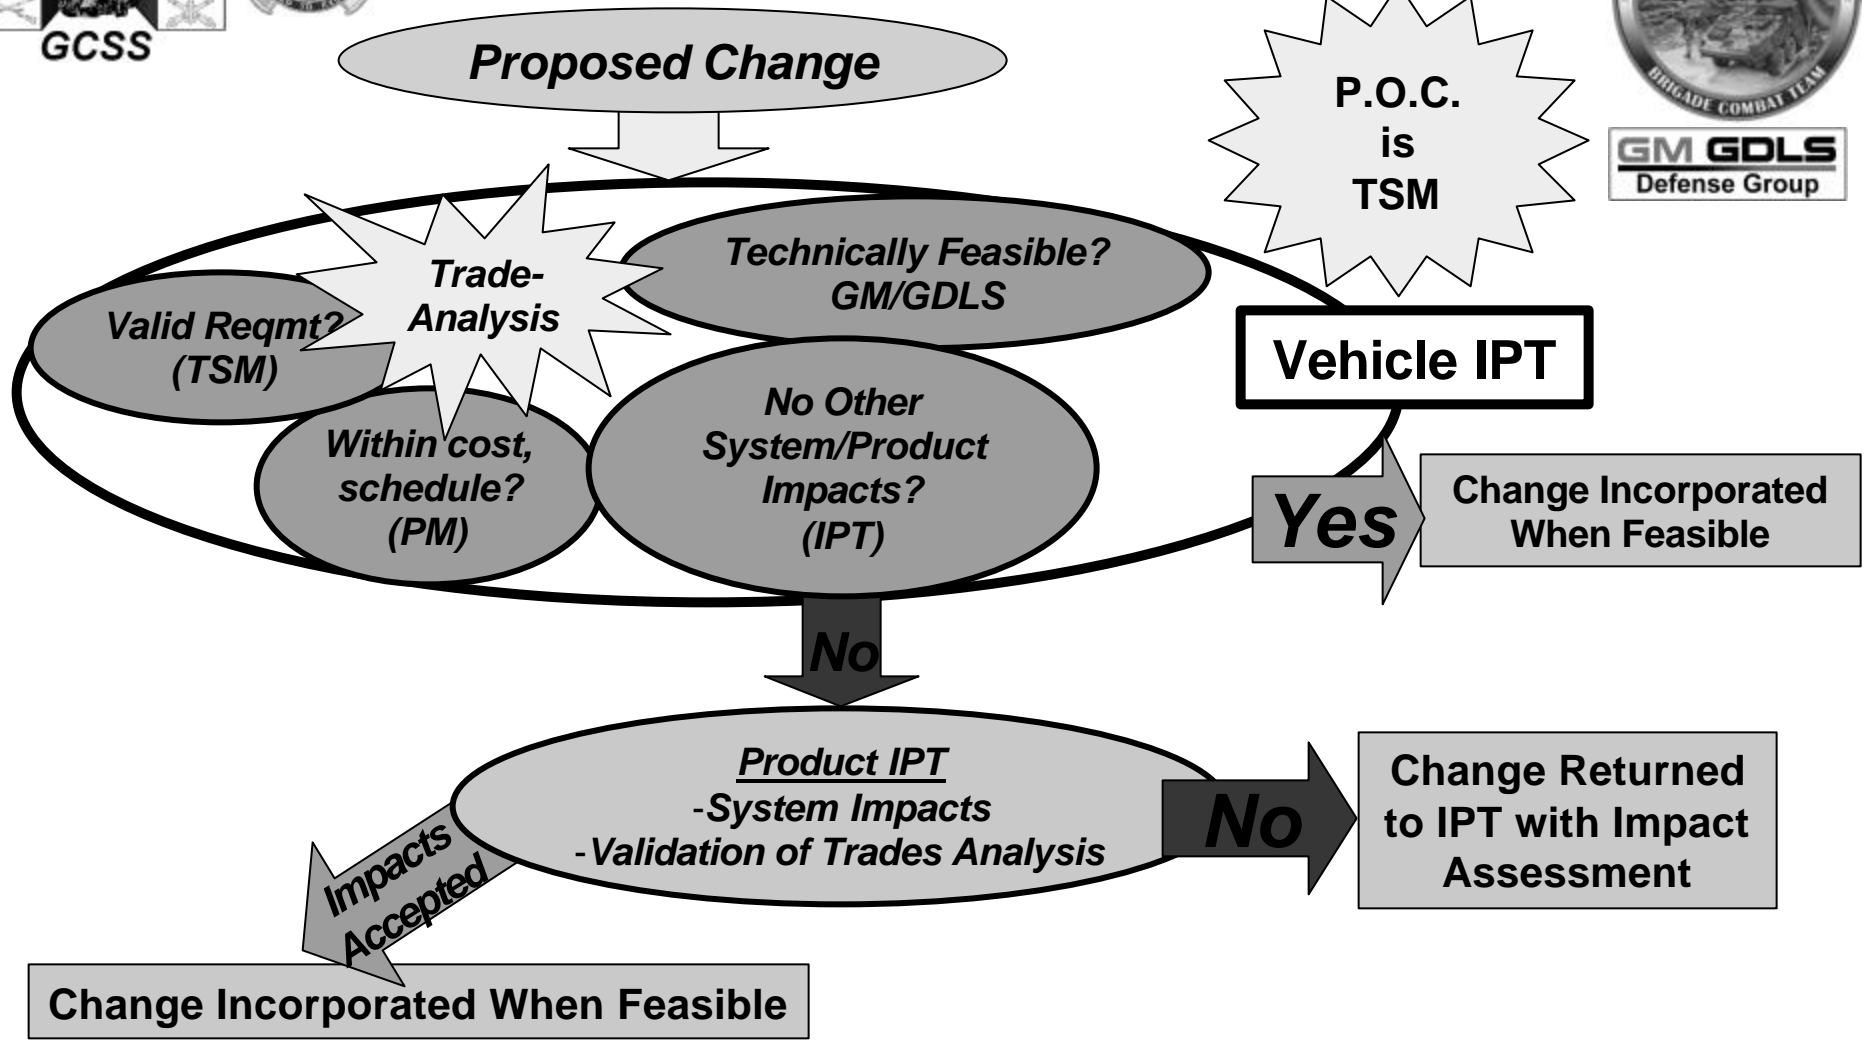 GCSS
Proposed Change
P.O.C.
is
TSM
BRIGADE COMBAT TEAM
GM GDLS
Defense Group
Trade-
Analysis
Technically Feasible?
GM/GDLS
Valid Reqmt?
(TSM)
Vehicle IPT
Within cost,
schedule?
(PM)
No Other
System/Product
Impacts?
(IPT)
Yes
Change Incorporated
When Feasible
No
Product IPT
-System Impacts
-Validation of Trades Analysis
No
Change Returned
to IPT with Impact
Assessment
Impacts
Accepted
Change Incorporated When Feasible